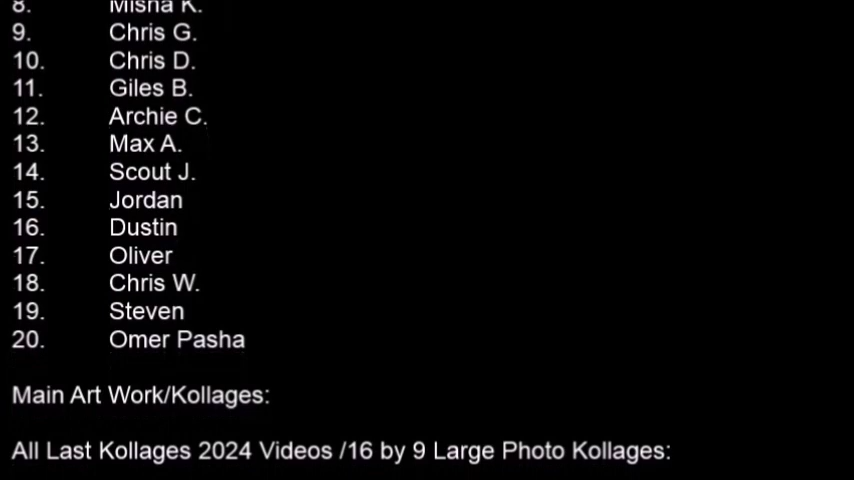 8. Misha K.
9. Chris G.
10. Chris D.
11. Giles B.
12. Archie C.
13. Max A.
14. Scout J.
15. Jordan
16. Dustin
17. Oliver
18. Chris W.
19. Steven
20. Omer Pasha
Main Art Work/Kollages:
All Last Kollages 2024 Videos /16 by 9 Large Photo Kollages: